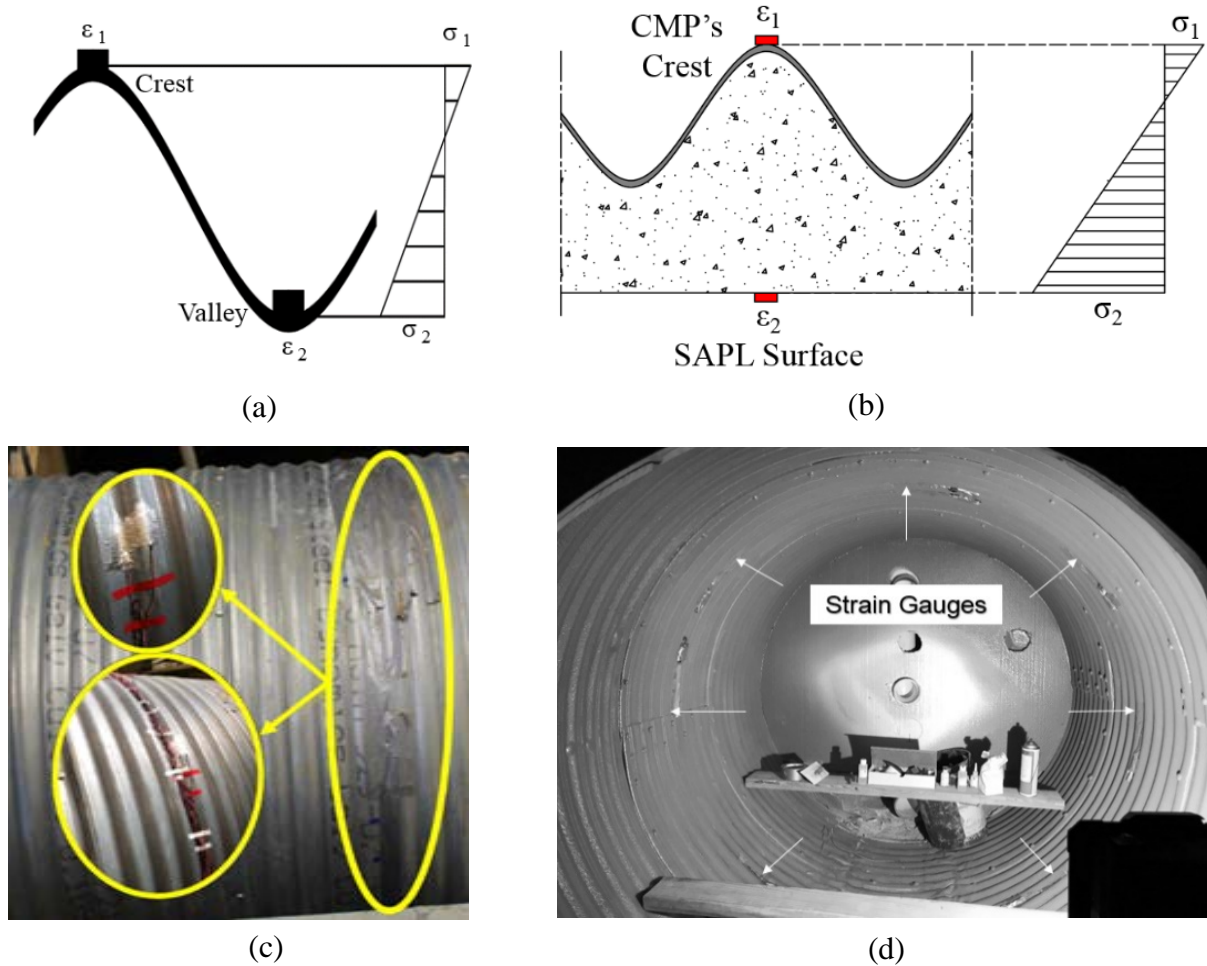 ε1
Crest
Valley
ε2
σ1
σ2
(a)
CMP's
Crest
ε1
ε2
SAPL Surface
σ1
σ2
(b)
(c)
Strain Gauges
(d)